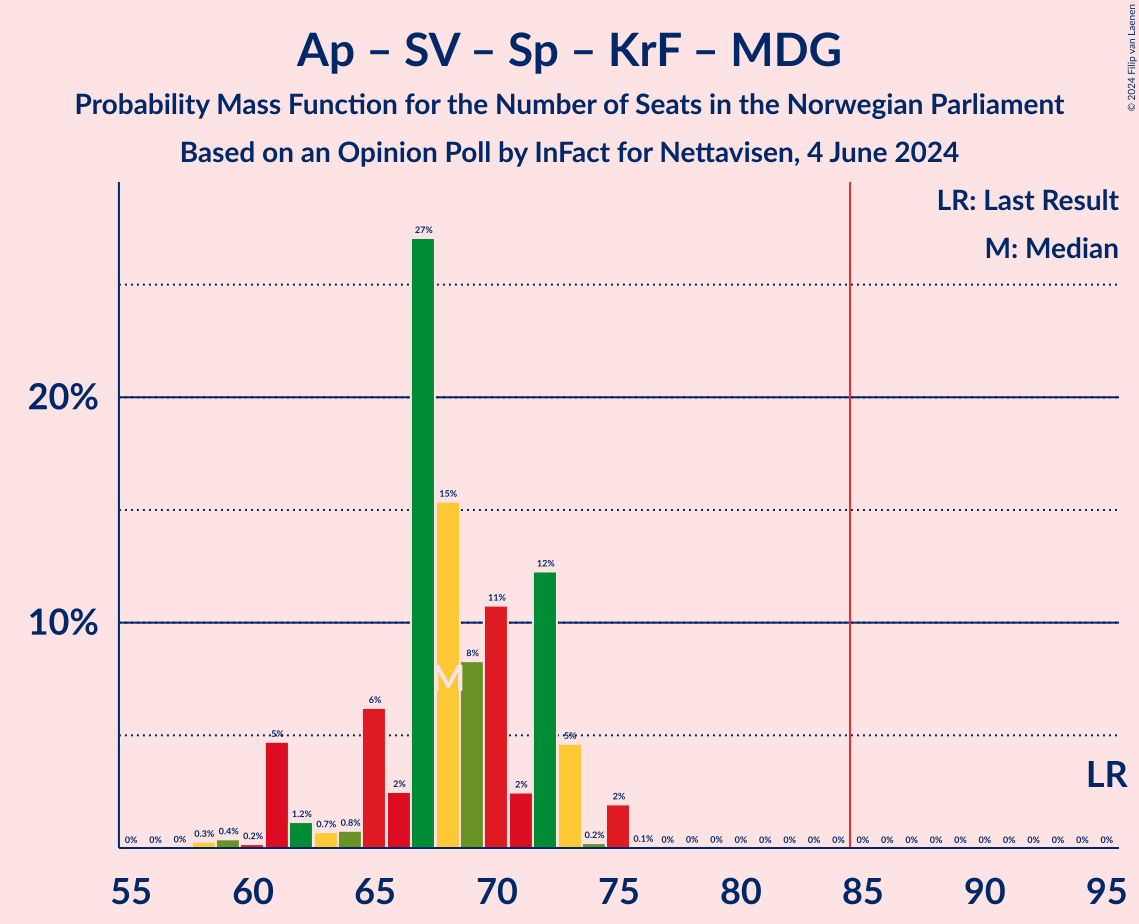 Ap – SV – Sp – KrF – MDG
Probability Mass Function for the Number of Seats in the Norwegian Parliament
Based on an Opinion Poll by InFact for Nettavisen, 4 June 2024
© 2024 Filip van Laenen
LR: Last Result
M: Median
20%
10%
0% 0% 0% 0.3% 0.4% 0.2% 5% 1.2% 0.7% 0.8% 6% 2% 27% 15% 8% 11% 2% 12% 5% 0.2% 2% 0.1% 0% 0% 0% 0% 0% 0% 0% 0% 0% 0% 0% 0% 0% 0% 0% 0% 0% 0% 0%
M
LR
55 60 65 70 75 80 85 90 95